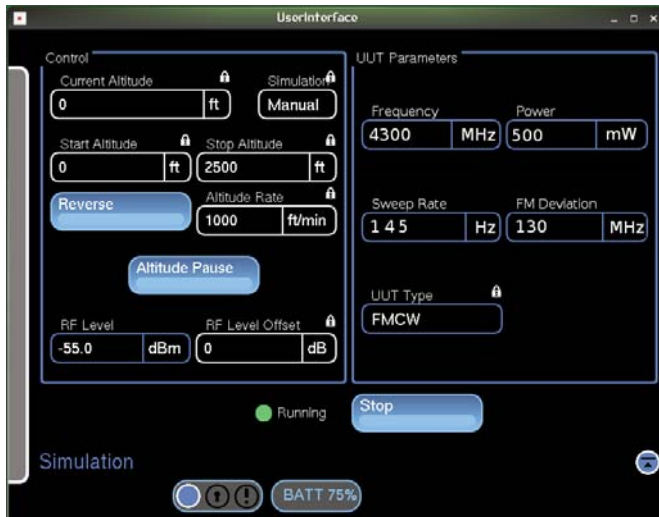 UserInterface
Control
Current Altitude
Simulation
0 ft
Manual
Start Altitude
Stop Altitude
0 ft
2500 ft
Reverse
Altitude Rate
1000 ft/min
Altitude Pause
RF Level
RF Level Offset
-55.0 dBm
0 dB
UUT Parameters
Frequency
Power
4300 MHz
500 mW
Sweep Rate
FM Deviation
145 Hz
130 MHz
UUT Type
FMCW
Running
Stop
Simulation
BATT 75%